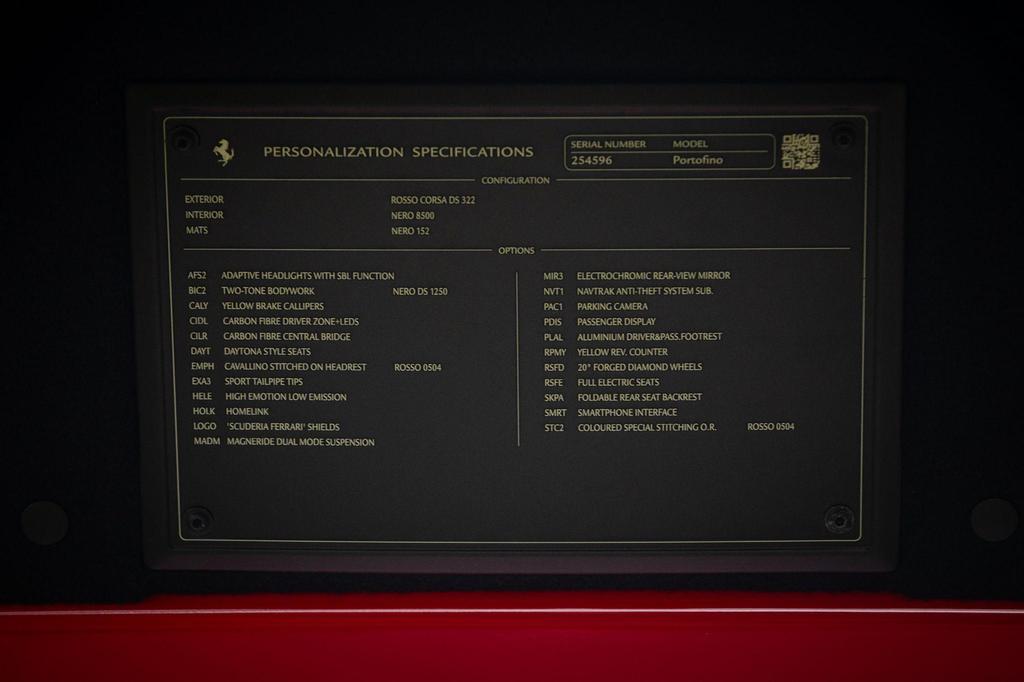 PERSONALIZATION SPECIFICATIONS
SERIAL NUMBER MODEL
254596 Portofino
CONFIGURATION
EXTERIOR ROSSO CORSA DS 322
INTERIOR NERO 8500
MATS NERO 152
OPTIONS
AFS2 ADAPTIVE HEADLIGHTS WITH SBL FUNCTION
BIC2 TWO-TONE BODYWORK NERO DS 1250
CALY YELLOW BRAKE CALLIPERS
CIDL CARBON FIBRE DRIVER ZONE+LEDS
CILR CARBON FIBRE CENTRAL BRIDGE
DAYT DAYTONA STYLE SEATS
EMPH CAVALLINO STITCHED ON HEADREST ROSSO 0504
EXA3 SPORT TAILPIPE TIPS
HELE HIGH EMOTION LOW EMISSION
HOLK HOMELINK
LOGO 'SCUDERIA FERRARI' SHIELDS
MADM MAGNERIDE DUAL MODE SUSPENSION
MIR3 ELECTROCHROMIC REAR-VIEW MIRROR
NVT1 NAVTRAK ANTI-THEFT SYSTEM SUB.
PAC1 PARKING CAMERA
PDIS PASSENGER DISPLAY
PLAL ALUMINIUM DRIVER&PASS.FOOTREST
RPMY YELLOW REV. COUNTER
RSFD 20" FORGED DIAMOND WHEELS
RSFE FULL ELECTRIC SEATS
SKPA FOLDABLE REAR SEAT BACKREST
SMRT SMARTPHONE INTERFACE
STC2 COLOURED SPECIAL STITCHING O.R. ROSSO 0504